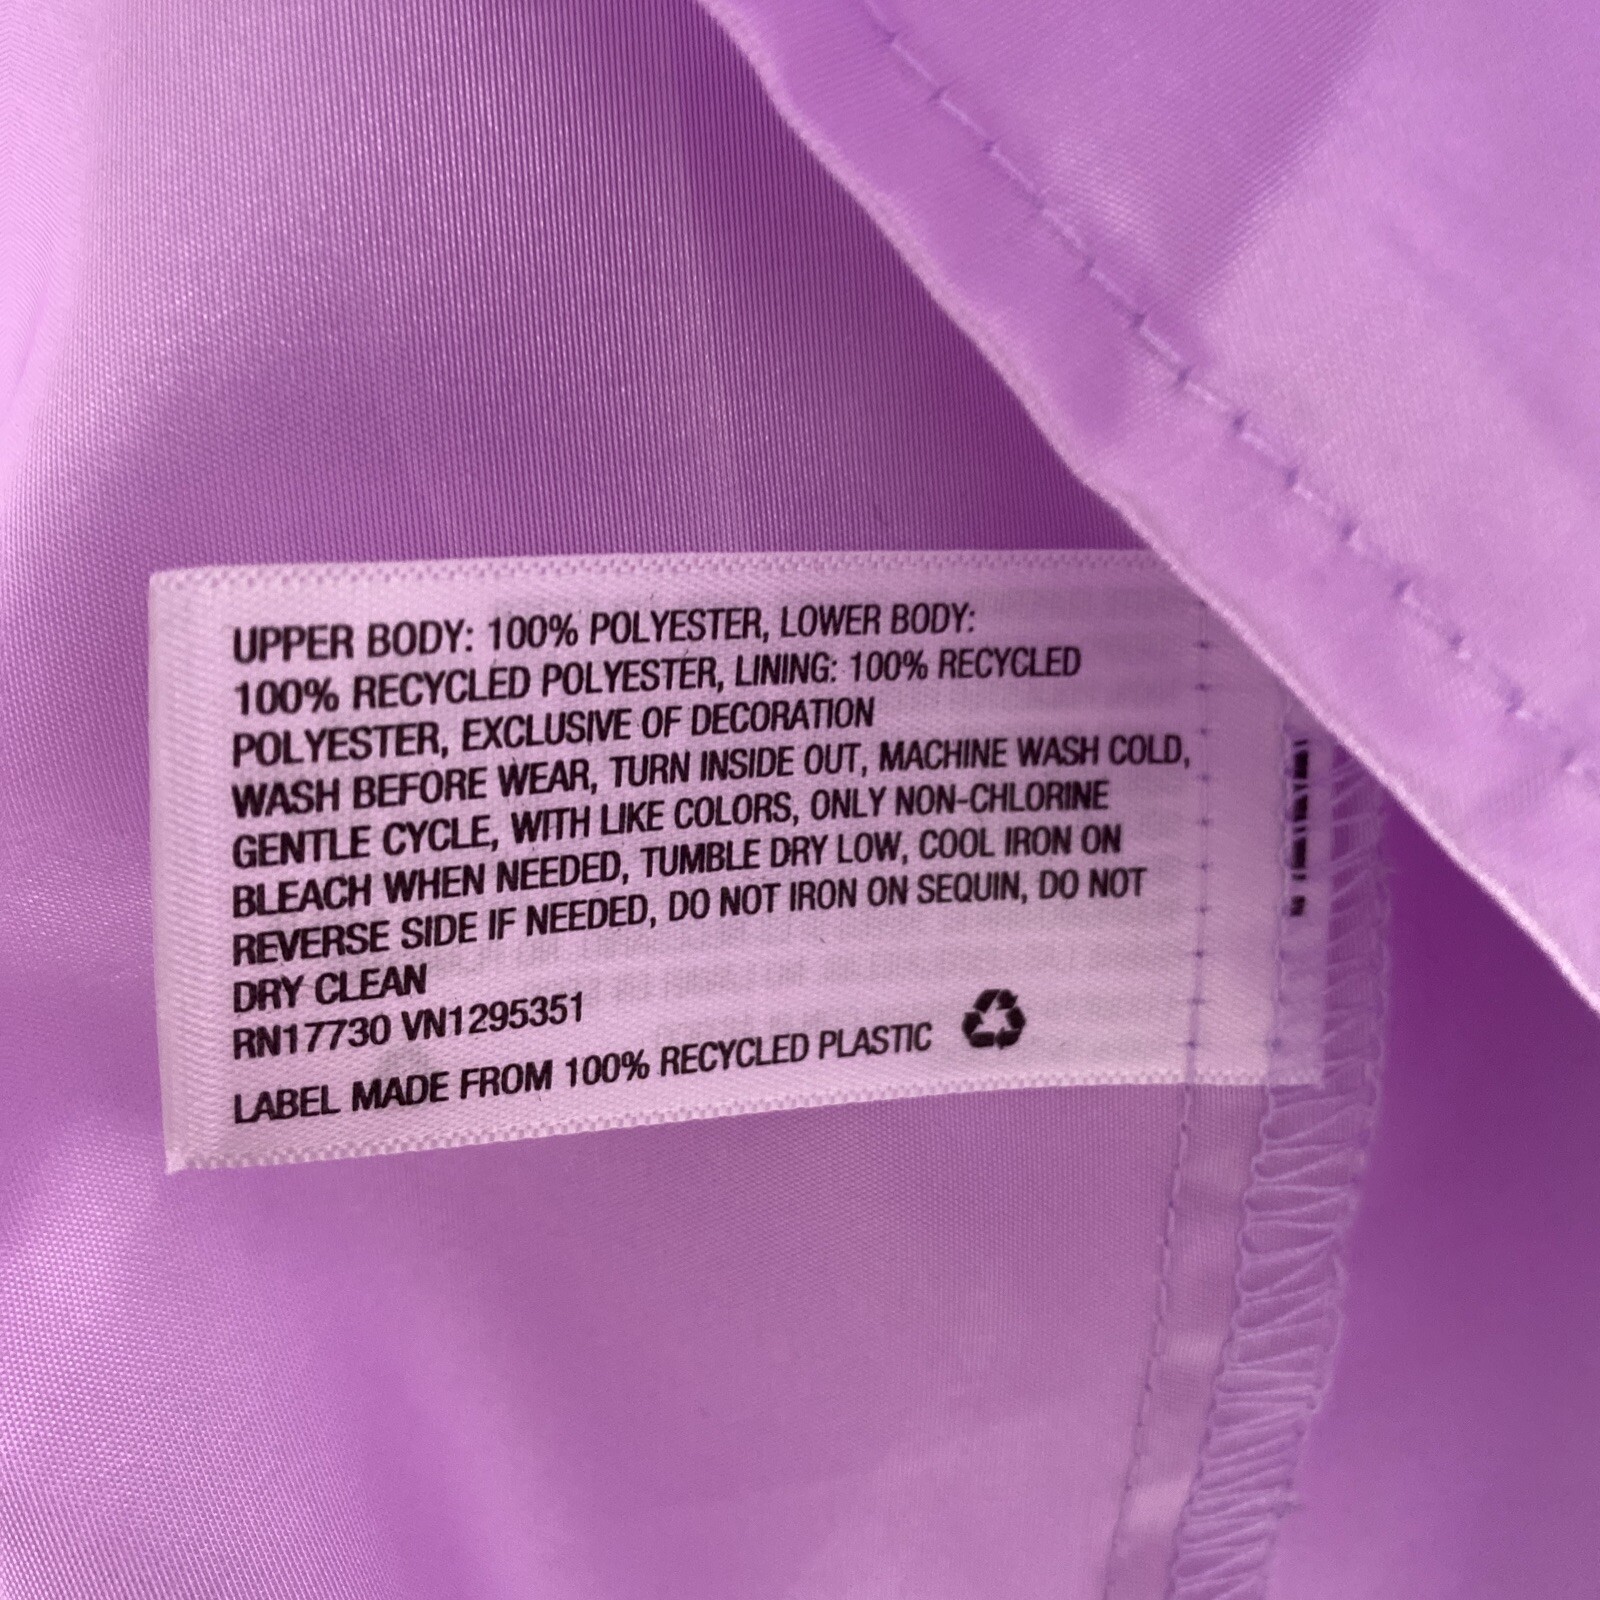 UPPER BODY: 100% POLYESTER, LOWER BODY:
100% RECYCLED POLYESTER, LINING: 100% RECYCLED
POLYESTER, EXCLUSIVE OF DECORATION
WASH BEFORE WEAR, TURN INSIDE OUT, MACHINE WASH COLD,
GENTLE CYCLE, WITH LIKE COLORS, ONLY NON-CHLORINE
BLEACH WHEN NEEDED, TUMBLE DRY LOW, COOL IRON ON
REVERSE SIDE IF NEEDED, DO NOT IRON ON SEQUIN, DO NOT
DRY CLEAN
RN17730 VN1295351
LABEL MADE FROM 100% RECYCLED PLASTIC